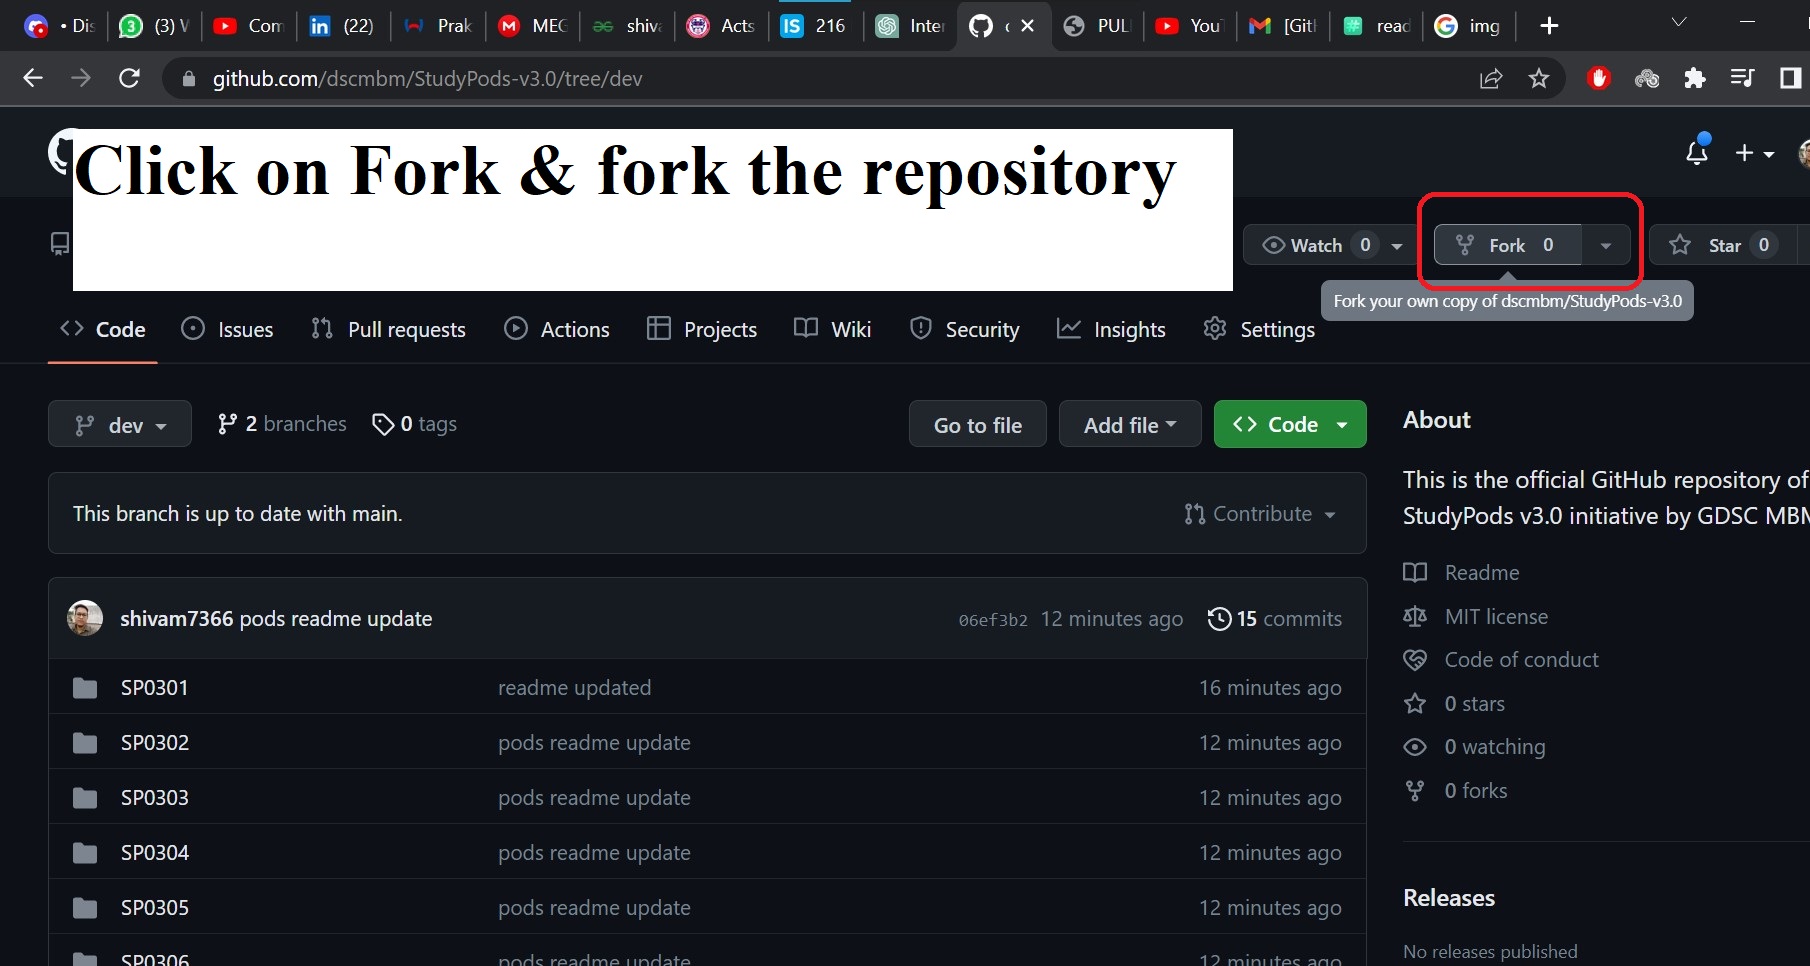 • Dis
3 (3) W
Com
in (22)
Prak
M MEG
shiva
Acts
IS 216
Inter
PUL
YouT
[Gith
# read
G img
github.com/dscmbm/StudyPods-v3.0/tree/dev
Click on Fork & fork the repository
Watch 0
Fork 0
Star 0
Fork your own copy of dscmbm/StudyPods-v3.0
Code Issues Pull requests Actions Projects Wiki Security Insights Settings
dev 2 branches 0 tags Go to file Add file Code
This branch is up to date with main. Contribute
shivam7366 pods readme update 06ef3b2 12 minutes ago 15 commits
SP0301 readme updated 16 minutes ago
SP0302 pods readme update 12 minutes ago
SP0303 pods readme update 12 minutes ago
SP0304 pods readme update 12 minutes ago
SP0305 pods readme update 12 minutes ago
SP0306 pods readme update 12 minutes ago
About
This is the official GitHub repository of
StudyPods v3.0 initiative by GDSC MBM
Readme
MIT license
Code of conduct
0 stars
0 watching
0 forks
Releases
No releases published